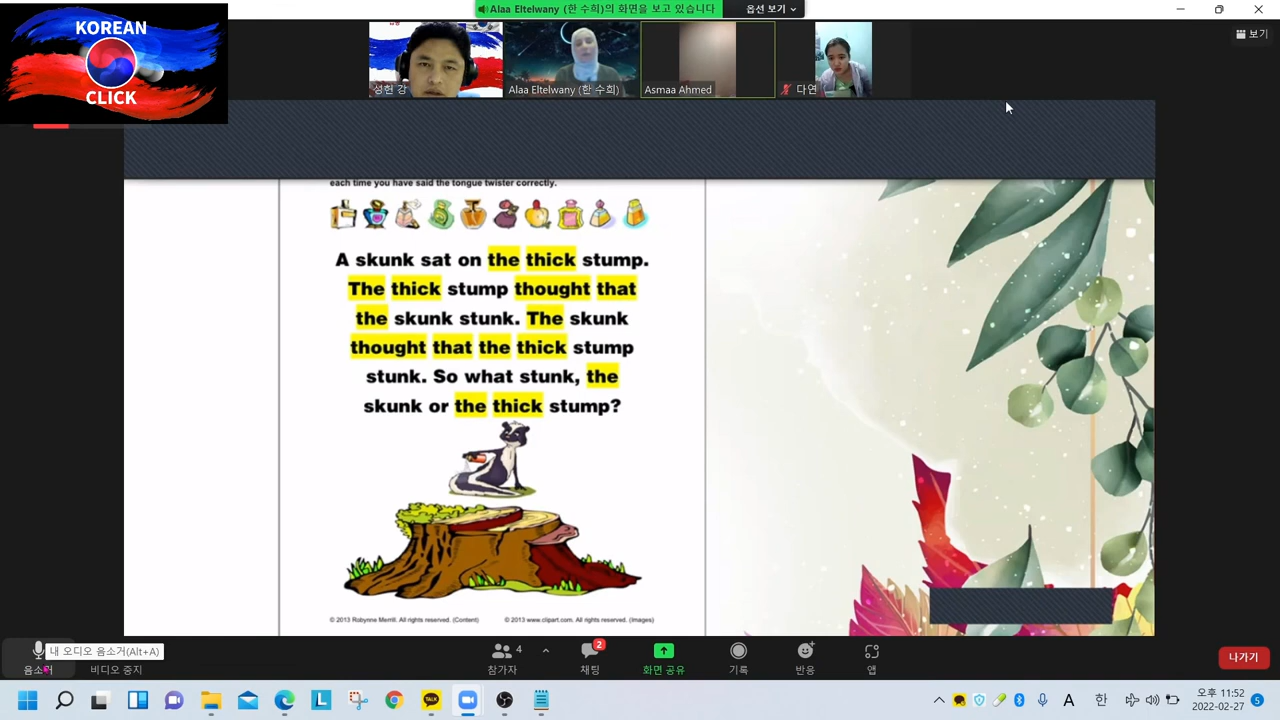 KOREAN
CLICK
Alaa Eltelwany (한 수희)의 화면을 보고 있습니다
옵션 보기
보기
성헌 강
Alaa Eltelwany (한 수희)
Asmaa Ahmed
다연
each time you have said the tongue twister correctly.
A skunk sat on the thick stump.
The thick stump thought that
the skunk stunk. The skunk
thought that the thick stump
stunk. So what stunk, the
skunk or the thick stump?
© 2013 Robynne Merrill. All rights reserved. (Content)
© 2013 www.clipart.com. All rights reserved. (Images)
내 오디오 음소거(Alt+A)
음소거
비디오 중지
4
참가자
2
채팅
화면 공유
기록
반응
앱
나가기
L
TALK
A
한
오후 11:52
2022-02-27
5